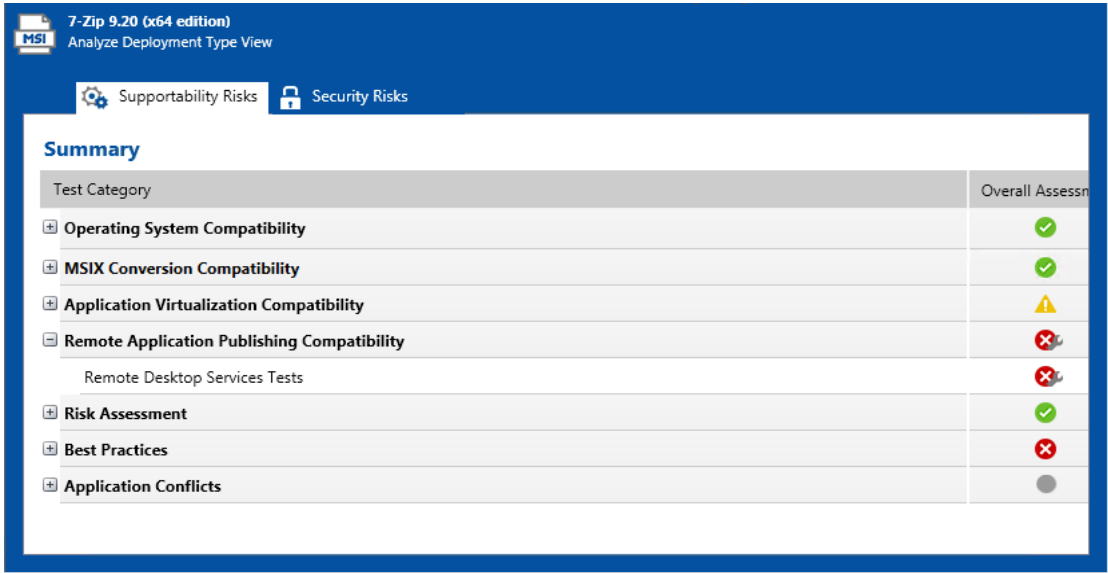 MSI
7-Zip 9.20 (x64 edition)
Analyze Deployment Type View
Supportability Risks
Security Risks
Summary
Test Category Overall Assessm
Operating System Compatibility
MSIX Conversion Compatibility
Application Virtualization Compatibility
Remote Application Publishing Compatibility
Remote Desktop Services Tests
Risk Assessment
Best Practices
Application Conflicts